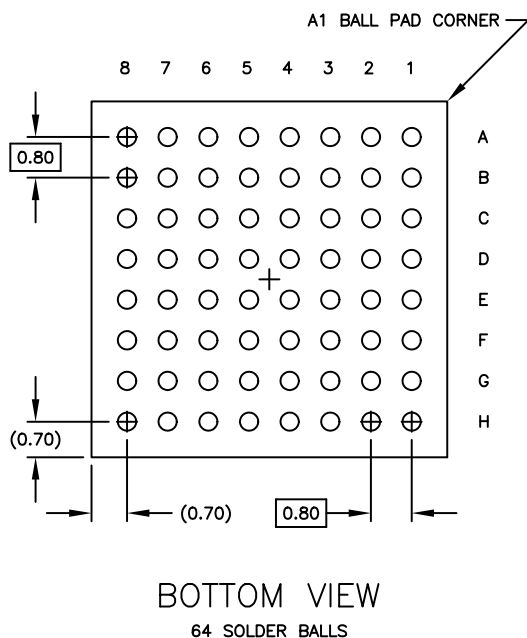 A1 BALL PAD CORNER
8 7 6 5 4 3 2 1
A
0.80
B
C
D
E
F
G
H
(0.70)
(0.70)
0.80
BOTTOM VIEW
64 SOLDER BALLS